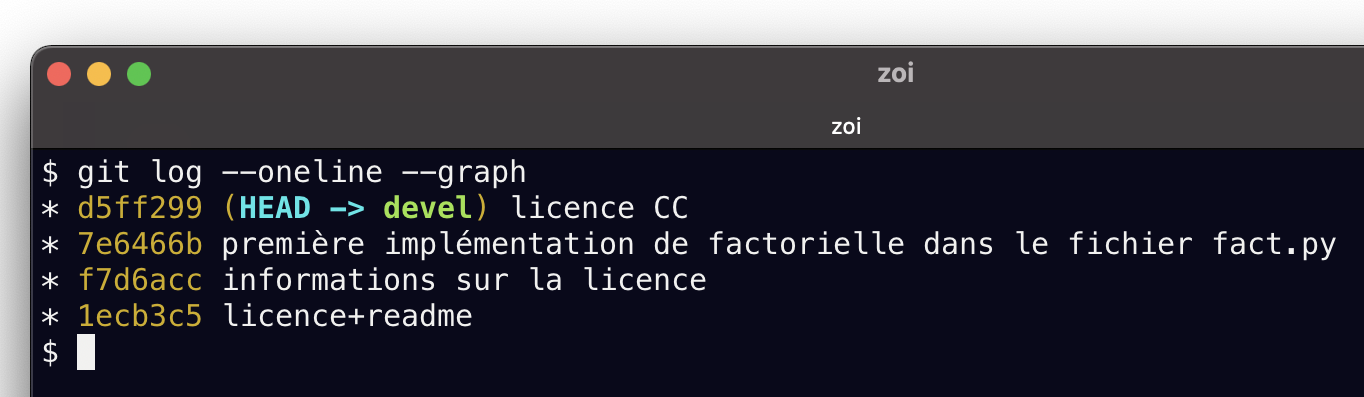 zoi
zoi
$ git log --oneline --graph
* d5ff299 (HEAD -> devel) licence CC
* 7e6466b première implémentation de factorielle dans le fichier fact.py
* f7d6acc informations sur la licence
* 1ecb3c5 licence+readme
$